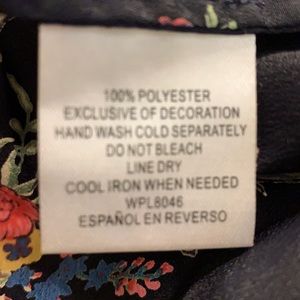 100% POLYESTER
EXCLUSIVE OF DECORATION
HAND WASH COLD SEPARATELY
DO NOT BLEACH
LINE DRY
COOL IRON WHEN NEEDED
WPL8046
ESPAÑOL EN REVERSO